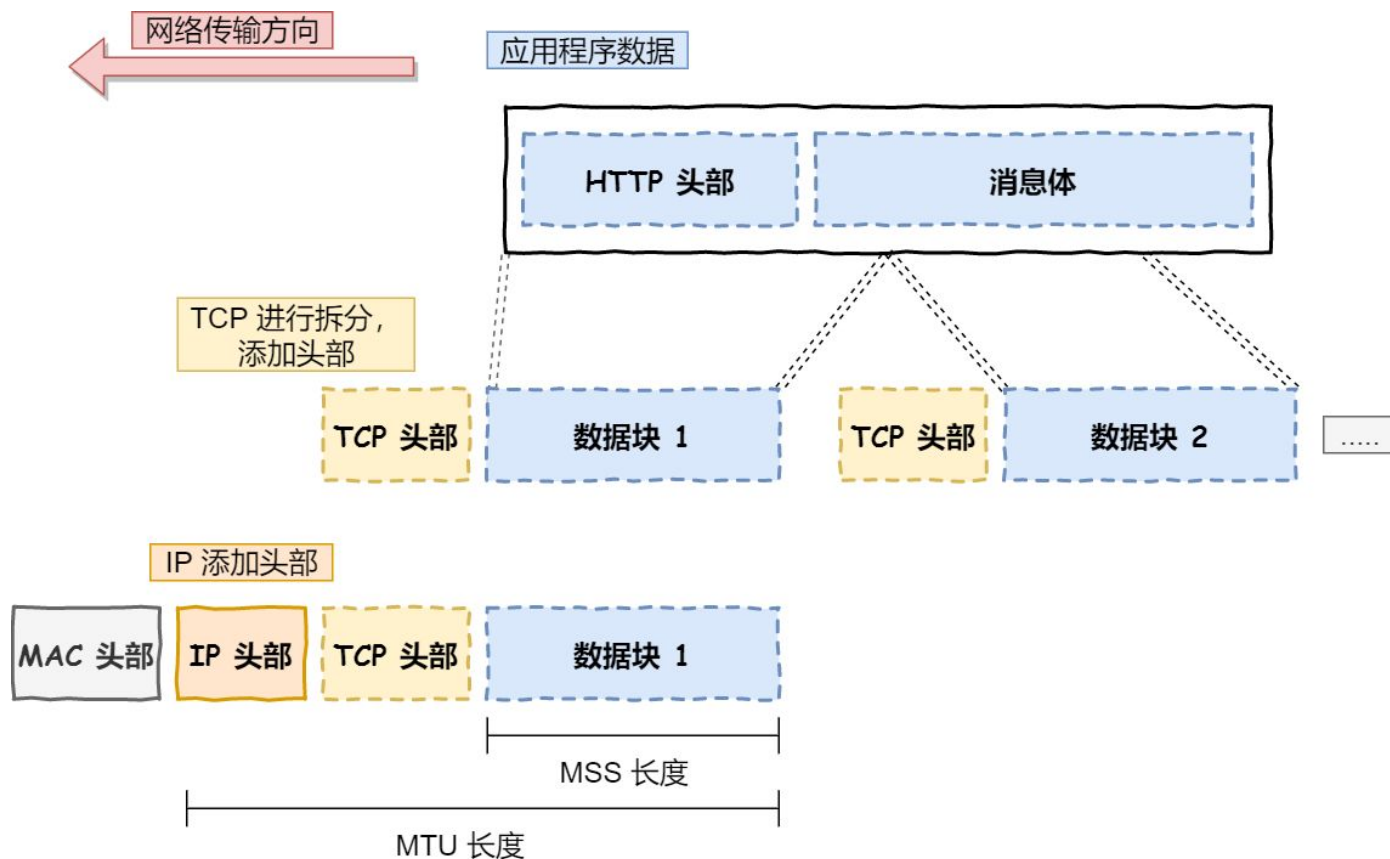 网络传输方向
应用程序数据
HTTP 头部
消息体
TCP 进行拆分，
添加头部
TCP 头部
数据块 1
TCP 头部
数据块 2
.....
IP 添加头部
MAC 头部
IP 头部
TCP 头部
数据块 1
MSS 长度
MTU 长度